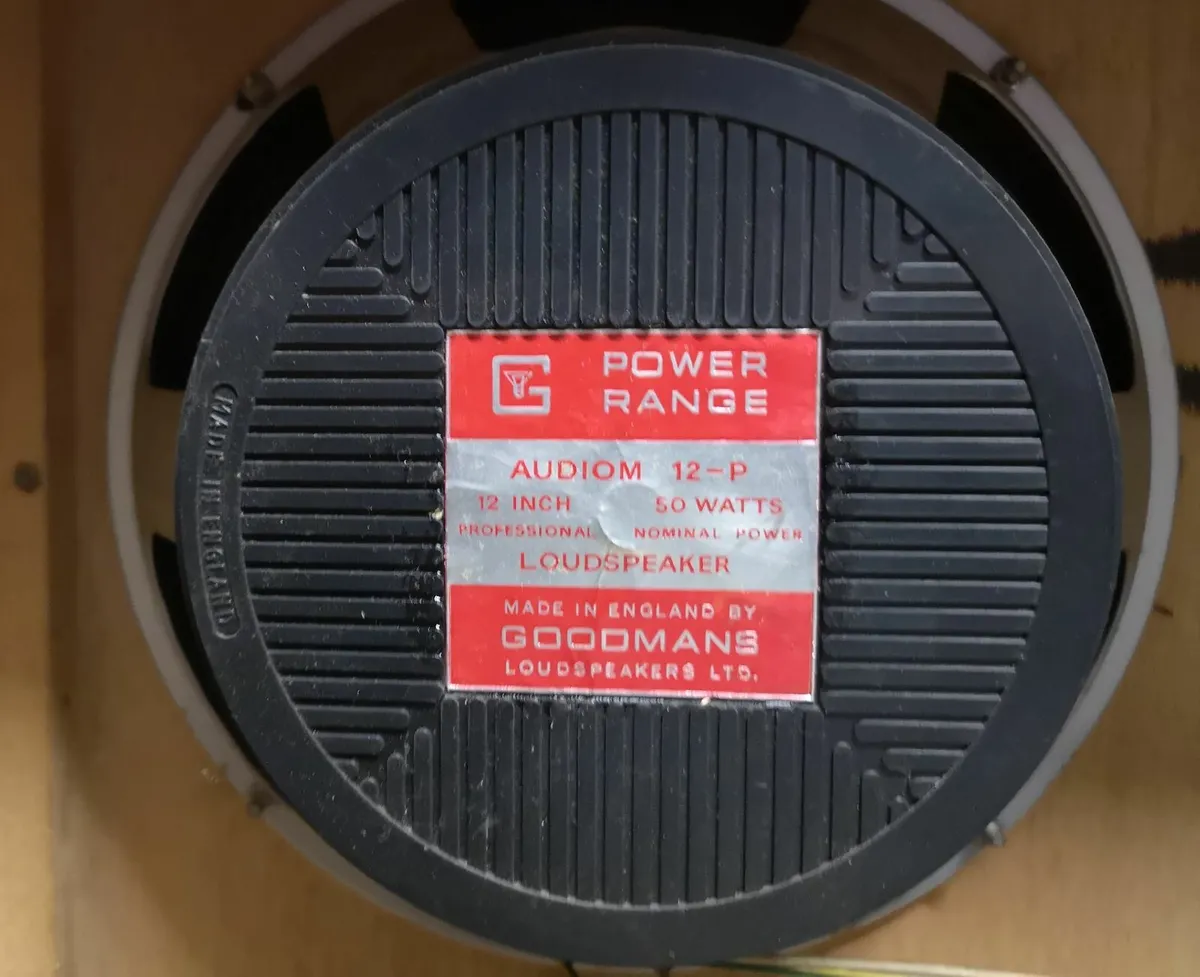 POWER
RANGE
AUDIOM 12-P
12 INCH 50 WATTS
PROFESSIONAL NOMINAL POWER
LOUDSPEAKER
MADE IN ENGLAND BY
GOODMANS
LOUDSPEAKERS LTD.
MADE IN ENGLAND